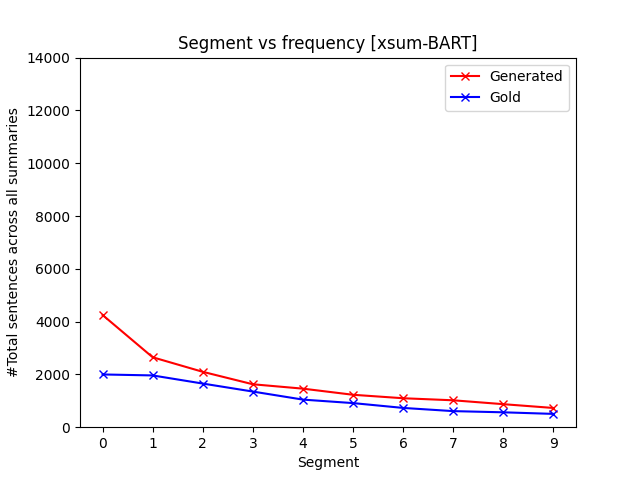 Segment vs frequency [xsum-BART]
Generated
Gold
#Total sentences across all summaries
14000
12000
10000
8000
6000
4000
2000
0
0 1 2 3 4 5 6 7 8 9
Segment